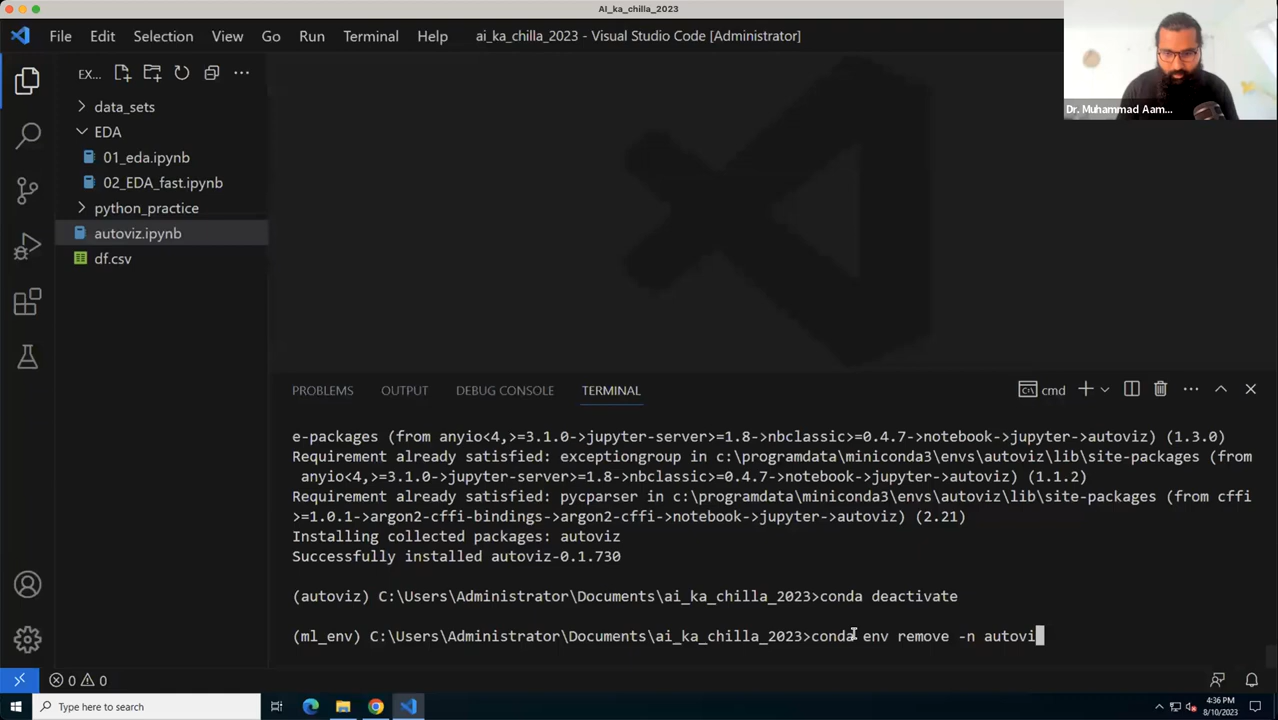 AI_ka_chilla_2023
File Edit Selection View Go Run Terminal Help ai_ka_chilla_2023 - Visual Studio Code [Administrator]
EX...
data_sets
EDA
01_eda.ipynb
02_EDA_fast.ipynb
python_practice
autoviz.ipynb
df.csv
Dr. Muhammad Aam...
PROBLEMS OUTPUT DEBUG CONSOLE TERMINAL cmd
e-packages (from anyio<4,>=3.1.0->jupyter-server>=1.8->nbclassic>=0.4.7->notebook->jupyter->autoviz) (1.3.0)
Requirement already satisfied: exceptiongroup in c:\programdata\miniconda3\envs\autoviz\lib\site-packages (from
anyio<4,>=3.1.0->jupyter-server>=1.8->nbclassic>=0.4.7->notebook->jupyter->autoviz) (1.1.2)
Requirement already satisfied: pycparser in c:\programdata\miniconda3\envs\autoviz\lib\site-packages (from cffi
>=1.0.1->argon2-cffi-bindings->argon2-cffi->notebook->jupyter->autoviz) (2.21)
Installing collected packages: autoviz
Successfully installed autoviz-0.1.730
(autoviz) C:\Users\Administrator\Documents\ai_ka_chilla_2023>conda deactivate
(ml_env) C:\Users\Administrator\Documents\ai_ka_chilla_2023>conda env remove -n autovi
0 0
Type here to search
4:36 PM
8/10/2023